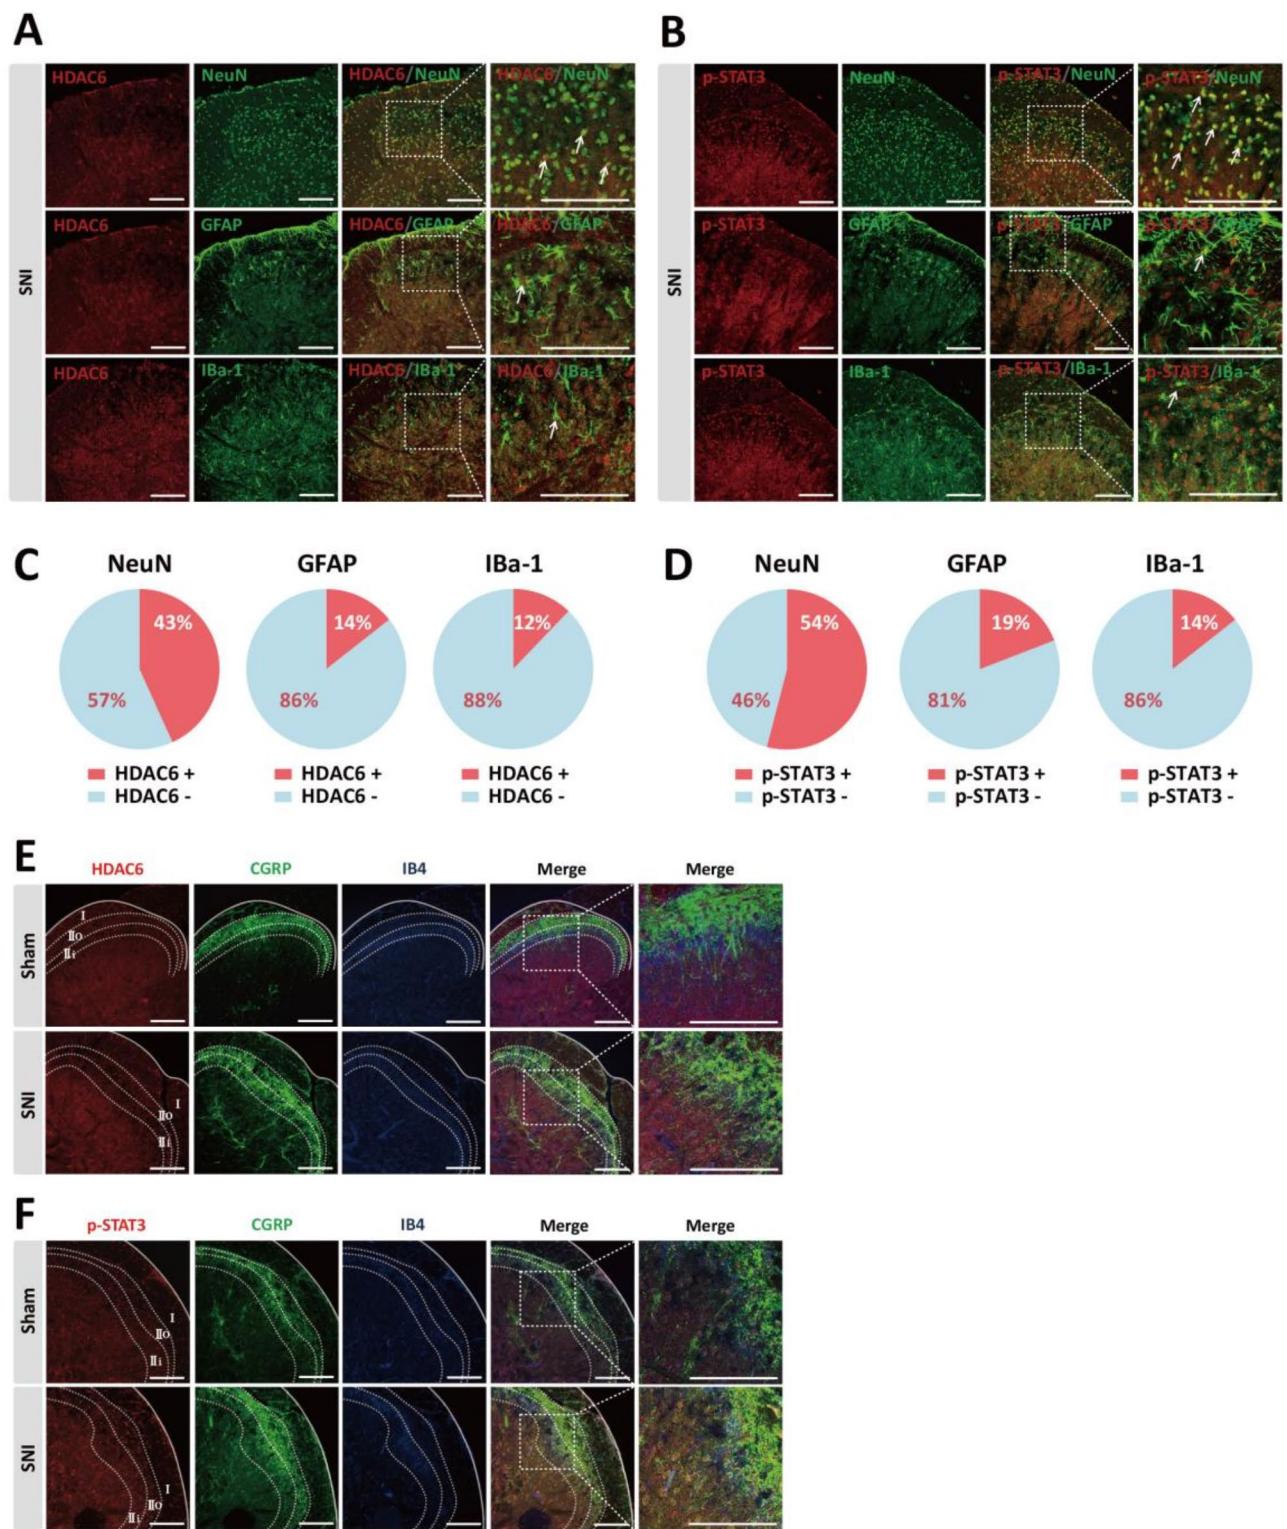 A
SNI
HDAC6 NeuN HDAC6/NeuN HDAC6/NeuN
HDAC6 GFAP HDAC6/GFAP HDAC6/GFAP
HDAC6 IBa-1 HDAC6/IBa-1 HDAC6/IBa-1
B
SNI
p-STAT3 NeuN p-STAT3/NeuN p-STAT3/NeuN
p-STAT3 GFAP p-STAT3/GFAP p-STAT3/GFAP
p-STAT3 IBa-1 p-STAT3/IBa-1 p-STAT3/IBa-1
C
NeuN GFAP IBa-1
43% 14% 12%
57% 86% 88%
HDAC6 + HDAC6 + HDAC6 +
HDAC6 - HDAC6 - HDAC6 -
D
NeuN GFAP IBa-1
54% 19% 14%
46% 81% 86%
p-STAT3 + p-STAT3 + p-STAT3 +
p-STAT3 - p-STAT3 - p-STAT3 -
E
HDAC6 CGRP IB4 Merge Merge
Sham
I
IIo
IIi
SNI
I
IIo
IIi
F
p-STAT3 CGRP IB4 Merge Merge
Sham
I
IIo
IIi
SNI
I
IIo
IIi